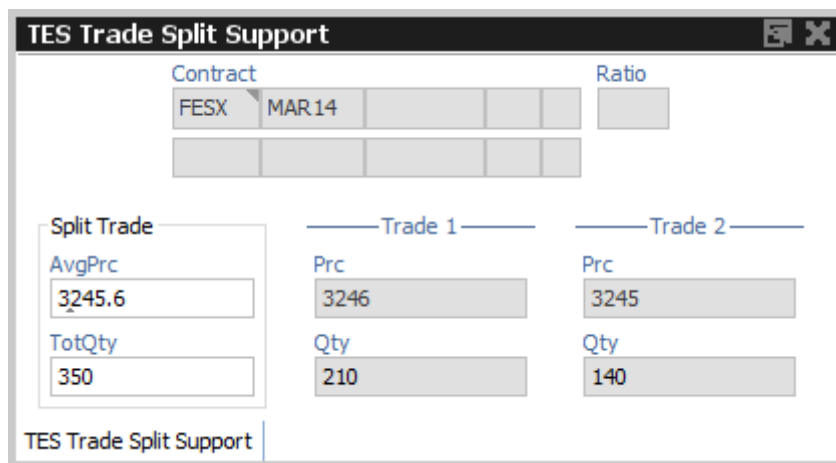 TES Trade Split Support
Contract Ratio
FESX MAR14
Split Trade Trade 1 Trade 2
AvgPrc Prc Prc
3245.6 3246 3245
TotQty Qty Qty
350 210 140
TES Trade Split Support